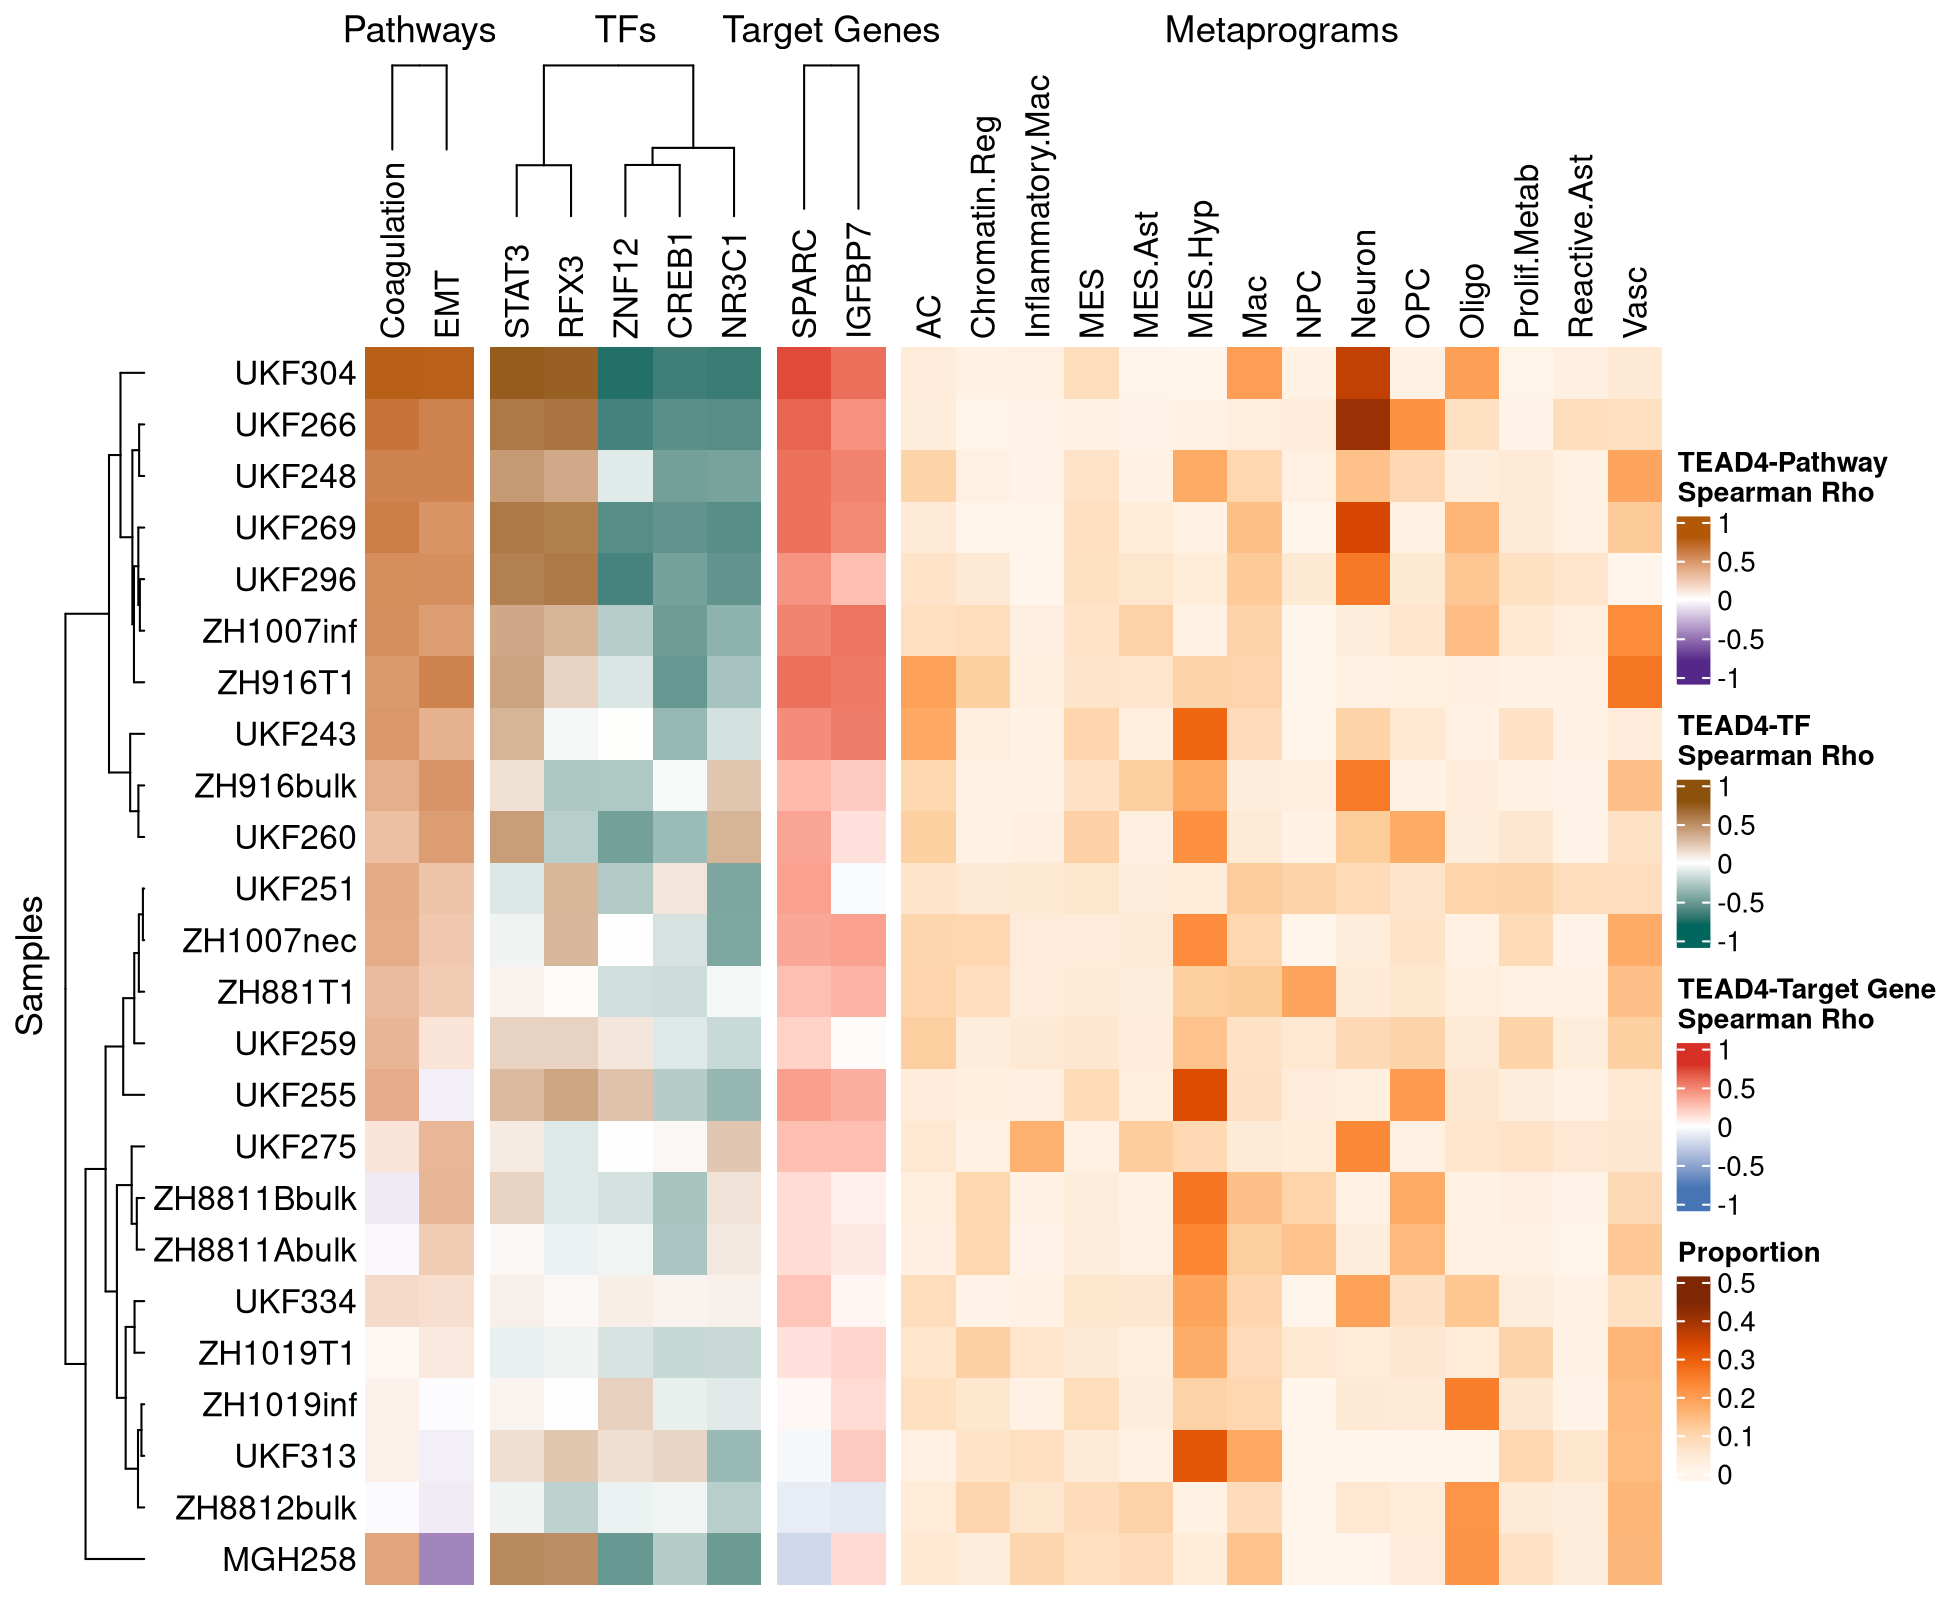 Pathways TFs Target Genes Metaprograms
Coagulation EMT STAT3 RFX3 ZNF12 CREB1 NR3C1 SPARC IGFBP7 AC Chromatin.Reg Inflammatory.Mac MES MES.Ast MES.Hyp Mac NPC Neuron OPC Oligo Prolif.Metab Reactive.Ast Vasc
Samples
UKF304
UKF266
UKF248
UKF269
UKF296
ZH1007inf
ZH916T1
UKF243
ZH916bulk
UKF260
UKF251
ZH1007nec
ZH881T1
UKF259
UKF255
UKF275
ZH8811Bbulk
ZH8811Abulk
UKF334
ZH1019T1
ZH1019inf
UKF313
ZH8812bulk
MGH258
TEAD4-Pathway
Spearman Rho
1
0.5
0
-0.5
-1
TEAD4-TF
Spearman Rho
1
0.5
0
-0.5
-1
TEAD4-Target Gene
Spearman Rho
1
0.5
0
-0.5
-1
Proportion
0.5
0.4
0.3
0.2
0.1
0